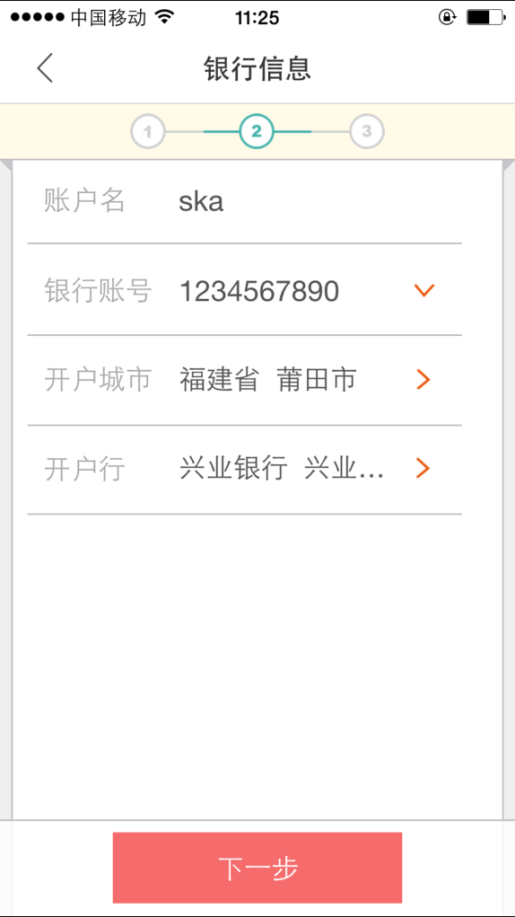 中国移动 11:25
银行信息
1 2 3
账户名 ska
银行账号 1234567890
开户城市 福建省 莆田市
开户行 兴业银行 兴业...
下一步